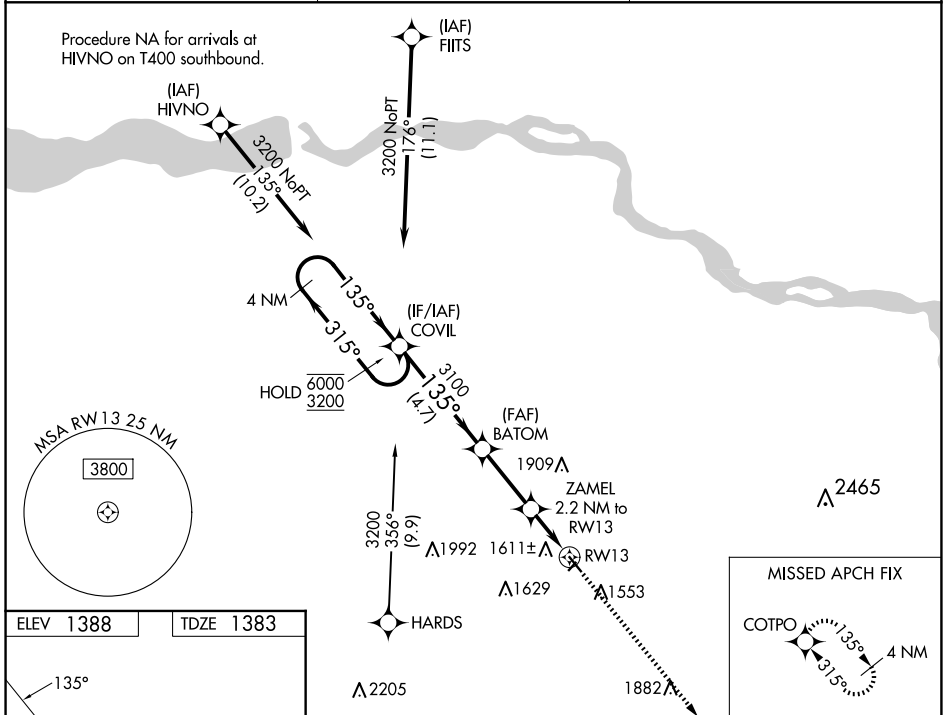 Procedure NA for arrivals at
HIVNO on T400 southbound.
(IAF)
HIVNO
(IAF)
FIITS
3200 NoPT
135°
(10.2)
3200 NoPT
176°
(11.1)
4 NM
135°
315°
(IF/IAF)
COVIL
HOLD
6000
3200
3100
135°
(4.7)
(FAF)
BATOM
1909
ZAMEL
2.2 NM to
RW13
2465
MSA RW13 25 NM
3800
3200
356°
(9.9)
1992
1611±
RW13
1629
1553
HARDS
2205
1882
MISSED APCH FIX
COTPO
135°
315°
4 NM
ELEV 1388
TDZE 1383
135°